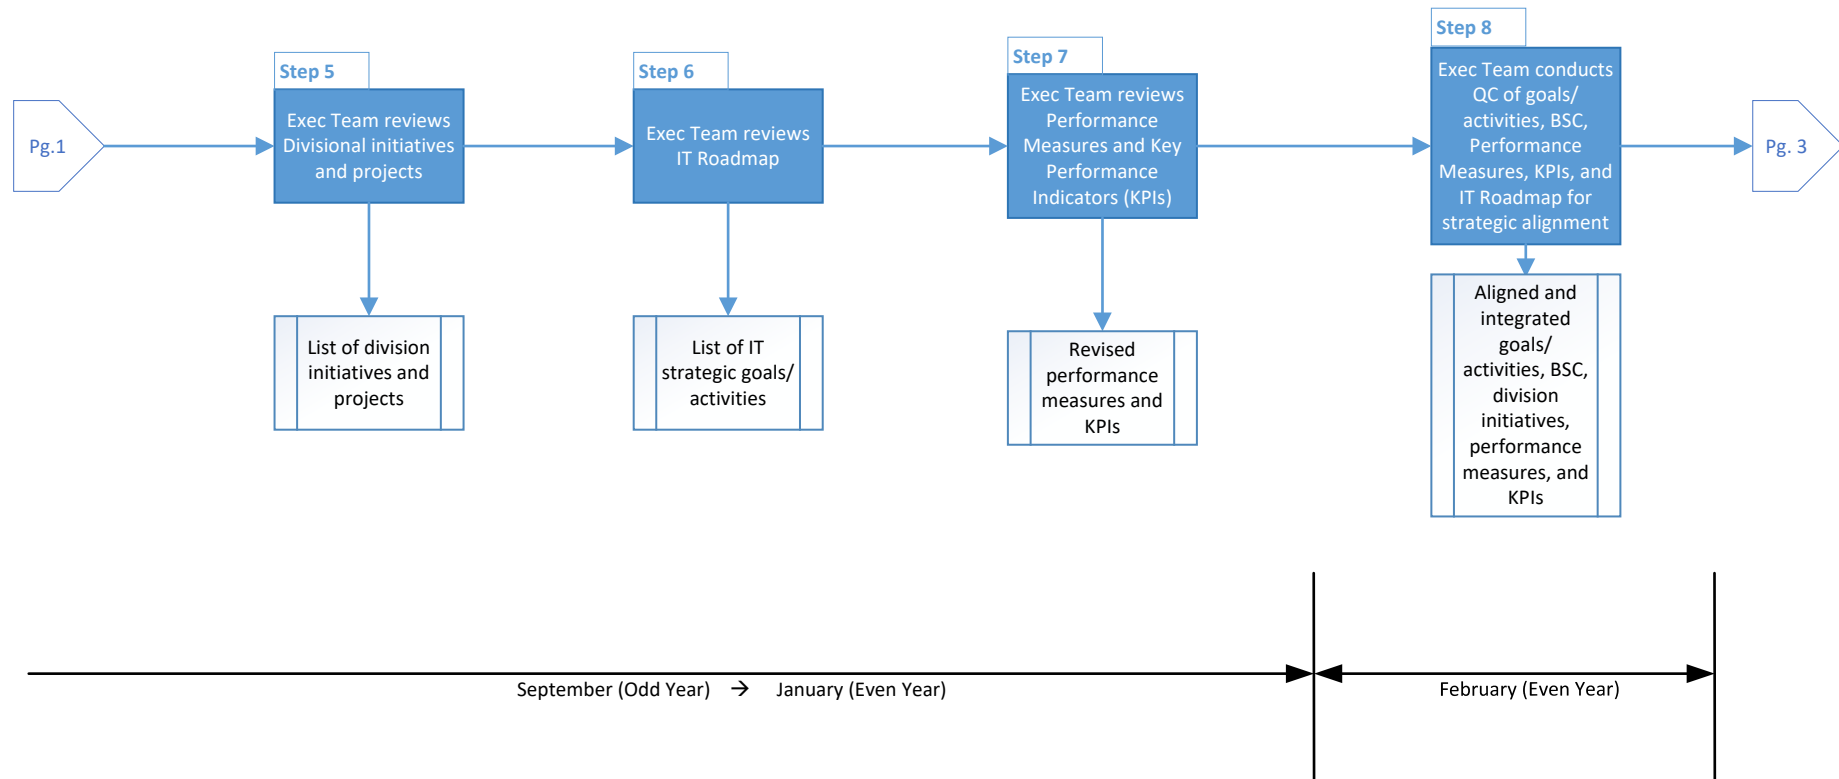 Pg.1
Step 5
Exec Team reviews
Divisional initiatives
and projects
List of division
initiatives and
projects
Step 6
Exec Team reviews
IT Roadmap
List of IT
strategic goals/
activities
Step 7
Exec Team reviews
Performance
Measures and Key
Performance
Indicators (KPIs)
Revised
performance
measures and
KPIs
Step 8
Exec Team conducts
QC of goals/
activities, BSC,
Performance
Measures, KPIs, and
IT Roadmap for
strategic alignment
Aligned and
integrated
goals/
activities, BSC,
division
initiatives,
performance
measures, and
KPIs
Pg. 3
September (Odd Year) → January (Even Year)
February (Even Year)